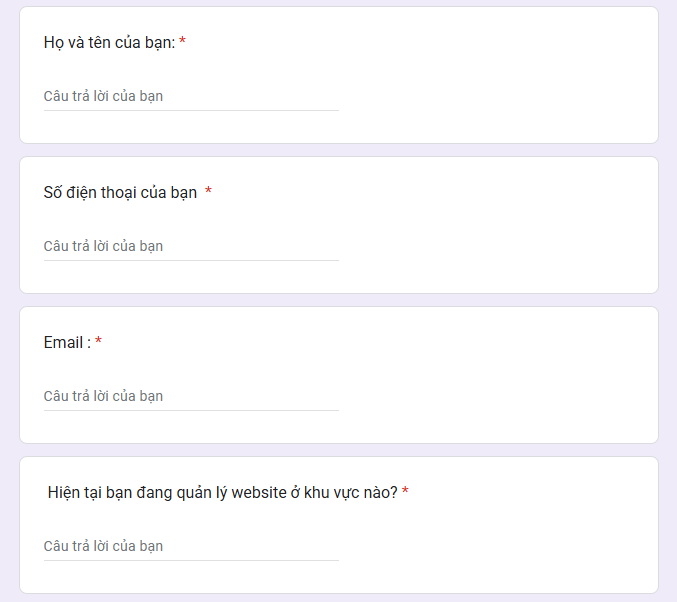 Họ và tên của bạn: *
Câu trả lời của bạn
Số điện thoại của bạn *
Câu trả lời của bạn
Email : *
Câu trả lời của bạn
Hiện tại bạn đang quản lý website ở khu vực nào? *
Câu trả lời của bạn